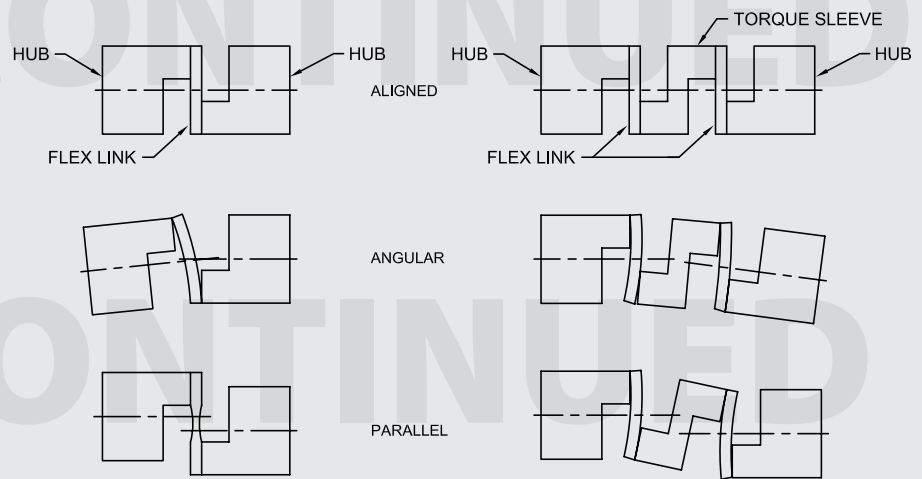 CONTINUED
TORQUE SLEEVE
HUB HUB HUB HUB
ALIGNED
FLEX LINK FLEX LINK
ANGULAR
CONTINUED
PARALLEL